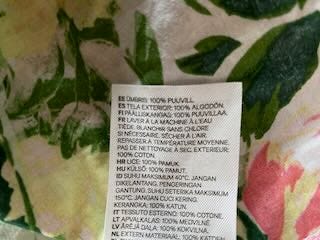 EE ÜMBRIS: 100% PUUVILL.
ES TELA EXTERIOR: 100% ALGODÓN.
FI PÄÄLLISKANGAS: 100% PUUVILLAA.
FR LAVER À LA MACHINE À L'EAU
TIÈDE. BLANCHIR SANS CHLORE
SI NÉCESSAIRE. SÉCHER À L'AIR.
REPASSER À TEMPÉRATURE MOYENNE.
PAS DE NETTOYAGE À SEC. EXTERIEUR:
100% COTON.
HR LICE: 100% PAMUK.
HU KÜLSŐ: 100% PAMUT.
ID SUHU MAKSIMUM 40°C. JANGAN
DIKELANTANG. PENGERINGAN
GANTUNG. SUHU SETERIKA MAKSIMUM
150°C. JANGAN CUCI KERING.
KERANGKA: 100% KATUN.
IT TESSUTO ESTERNO: 100% COTONE.
LT APVALKALAS: 100% MEDVILNĖ.
LV ĀRĒJĀ DAĻA: 100% KOKVILNA.
NL EXTERN MATERIAAL: 100% KATOEN.